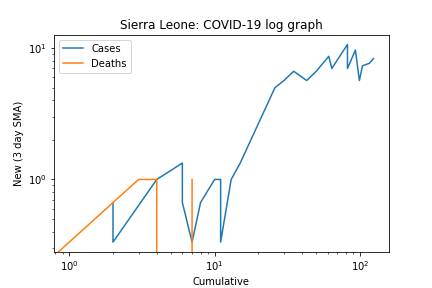 Sierra Leone: COVID-19 log graph
Cases
Deaths
New (3 day SMA)
10¹
10⁰
10⁰
10¹
10²
Cumulative